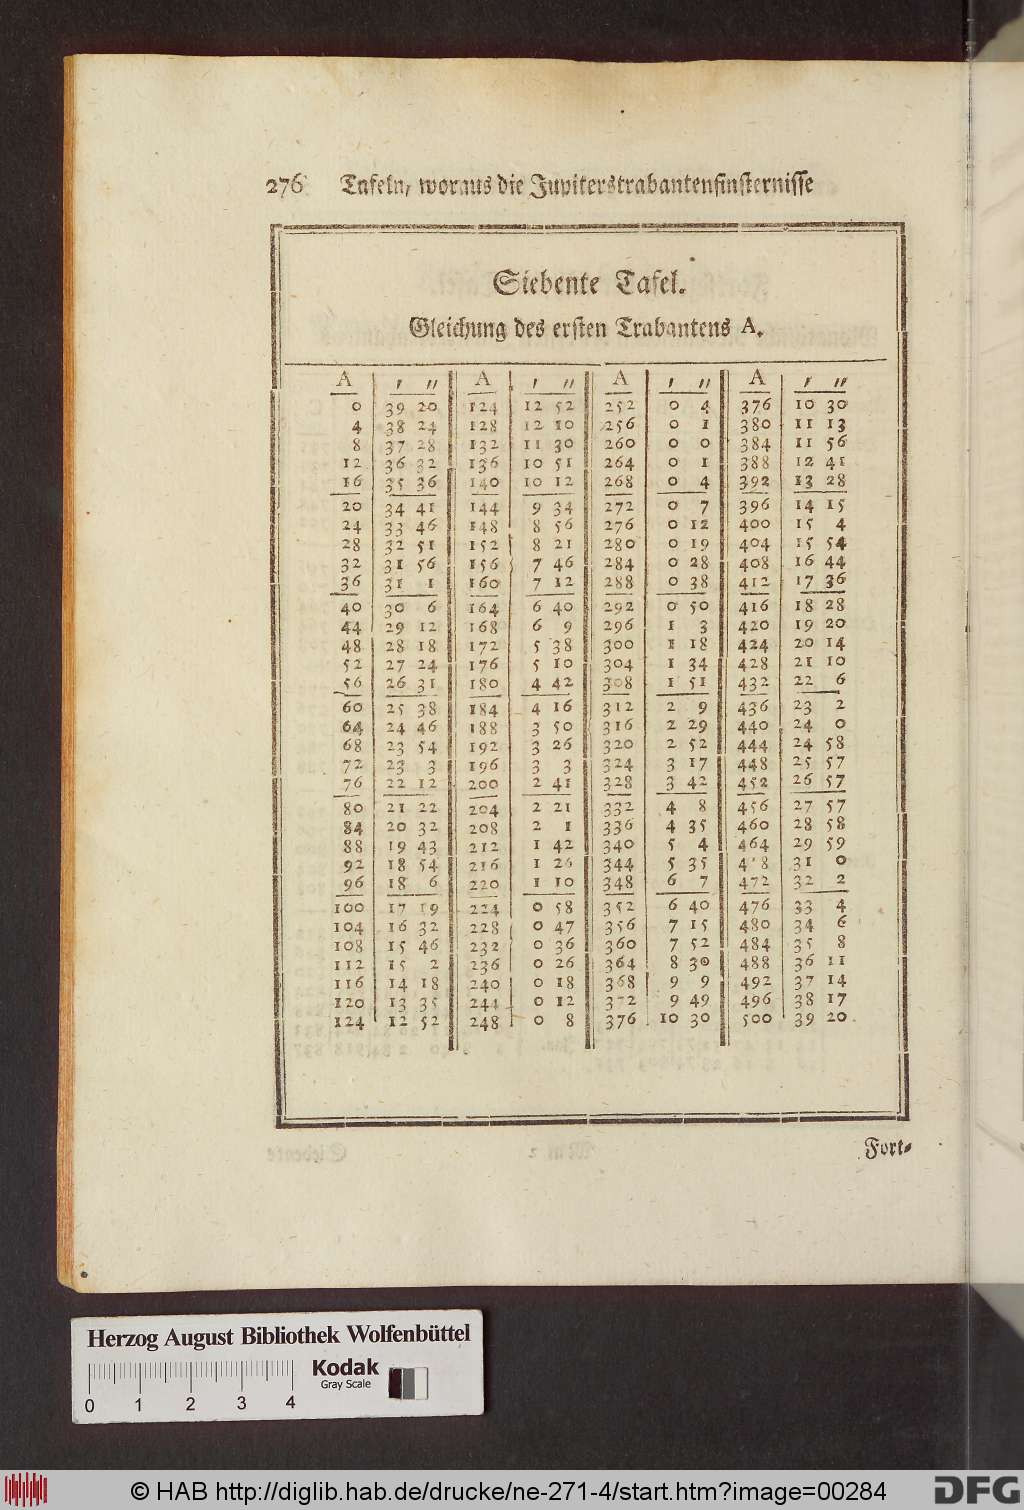 276 Tafeln, woraus die Jupiterstrabantenfinsternisse
Siebente Tafel.
Gleichung des ersten Trabantens A.
A ′ ″ A ′ ″ A ′ ″ A ′ ″
0 39 20 124 12 52 252 0 4 376 10 30
4 38 24 128 12 10 256 0 1 380 11 13
8 37 28 132 11 30 260 0 0 384 11 56
12 36 32 136 10 51 264 0 1 388 12 41
16 35 36 140 10 12 268 0 4 392 13 28
20 34 41 144 9 34 272 0 7 396 14 15
24 33 46 148 8 56 276 0 12 400 15 4
28 32 51 152 8 21 280 0 19 404 15 54
32 31 56 156 7 46 284 0 28 408 16 44
36 31 1 160 7 12 288 0 38 412 17 36
40 30 6 164 6 40 292 0 50 416 18 28
44 29 12 168 6 9 296 1 3 420 19 20
48 28 18 172 5 38 300 1 18 424 20 14
52 27 24 176 5 10 304 1 34 428 21 10
56 26 31 180 4 42 308 1 51 432 22 6
60 25 38 184 4 16 312 2 9 436 23 2
64 24 46 188 3 50 316 2 29 440 24 0
68 23 54 192 3 26 320 2 52 444 24 58
72 23 3 196 3 3 324 3 17 448 25 57
76 22 12 200 2 41 328 3 42 452 26 57
80 21 22 204 2 21 332 4 8 456 27 57
84 20 32 208 2 1 336 4 35 460 28 58
88 19 43 212 1 42 340 5 4 464 29 59
92 18 54 216 1 26 344 5 35 4 8 31 0
96 18 6 220 1 10 348 6 7 472 32 2
100 17 19 224 0 58 352 6 40 476 33 4
104 16 32 228 0 47 356 7 15 480 34 6
108 15 46 232 0 36 360 7 52 484 35 8
112 15 2 236 0 26 364 8 30 488 36 11
116 14 18 240 0 18 368 9 9 492 37 14
120 13 35 244 0 12 372 9 49 496 38 17
124 12 52 248 0 8 376 10 30 500 39 20
Fort-
Herzog August Bibliothek Wolfenbüttel
Kodak
Gray Scale
0 1 2 3 4
© HAB http://diglib.hab.de/drucke/ne-271-4/start.htm?image=00284
DFG